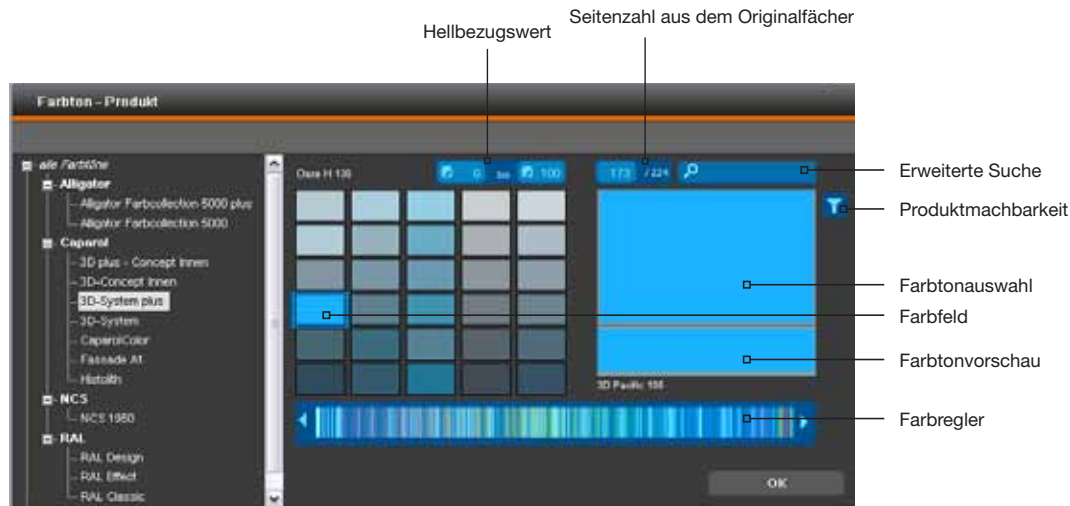 Seitenzahl aus dem Originalfächer
Hellbezugswert
Farbton – Produkt
alle Farbtöne
Alligator
Alligator Farbcollection 5000 plus
Alligator Farbcollection 5000
Caparol
3D plus - Concept Innen
3D-Concept Innen
3D-System plus
3D-System
CaparolColor
Fassade A1
Histolith
NCS
NCS 1950
RAL
RAL Design
RAL Effect
RAL Classic
0 bis 100
173 / 224
3D Pacific
OK
Erweiterte Suche
Produktmachbarkeit
Farbtonauswahl
Farbfeld
Farbtonvorschau
Farbregler